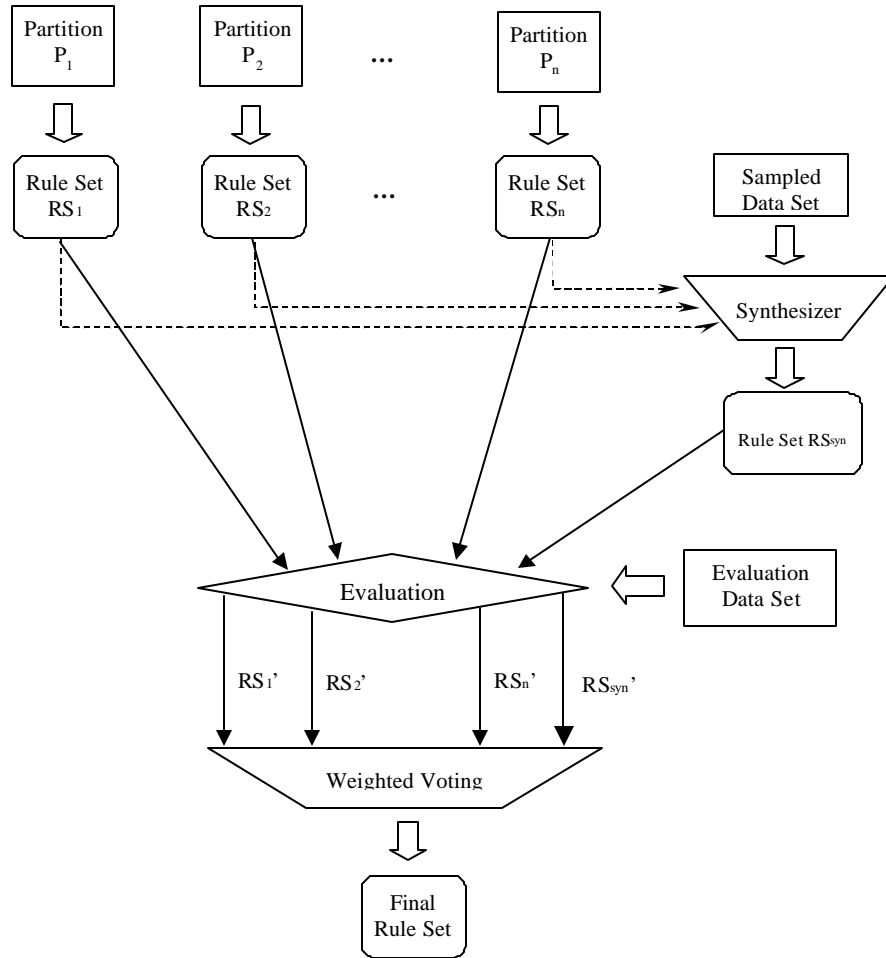 Partition
P1
Partition
P2
...
Partition
Pn
Rule Set
RS1
Rule Set
RS2
...
Rule Set
RSn
Sampled
Data Set
Synthesizer
Rule Set RSsyn
Evaluation
Evaluation
Data Set
RS1’
RS2’
RSn’
RSsyn’
Weighted Voting
Final
Rule Set